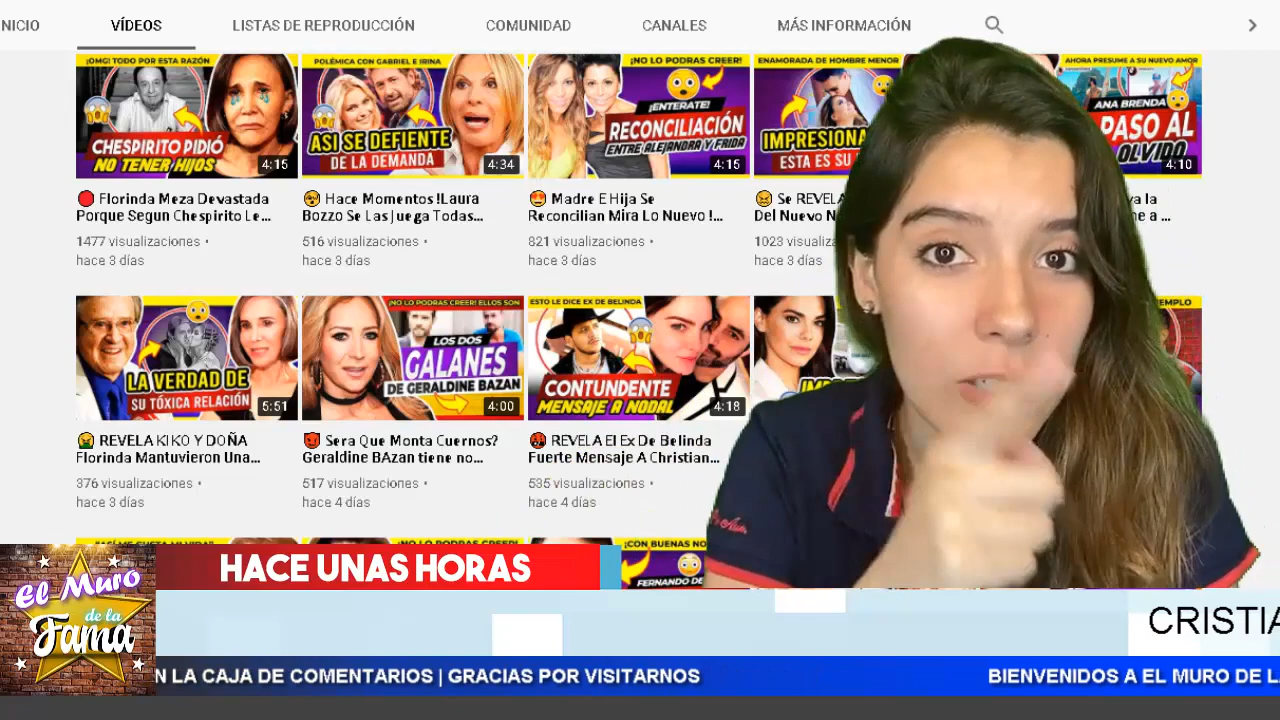 NICIO
VÍDEOS
LISTAS DE REPRODUCCIÓN
COMUNIDAD
CANALES
MÁS INFORMACIÓN
¡OMG! TODO POR ESTA RAZÓN
CHESPIRITO PIDIÓ
NO TENER HIJOS
4:15
POLÉMICA CON GABRIEL E IRINA
ASI SE DEFIENTE
DE LA DEMANDA
4:34
¡NO LO PODRAS CREER!
¡ENTERATE!
RECONCILIACIÓN
ENTRE ALEJANDRA Y FRIDA
4:15
ENAMORADA DE HOMBRE MENOR
IMPRESIONA
ESTA ES SU
AHORA PRESUME A SU NUEVO AMOR
ANA BRENDA
PASO AL
OLVIDO
4:10
Florinda Meza Devastada
Porque Segun Chespirito Le...
1477 visualizaciones •
hace 3 días
Hace Momentos !Laura
Bozzo Se Las Juega Todas...
516 visualizaciones •
hace 3 días
Madre E Hija Se
Reconcilian Mira Lo Nuevo !...
821 visualizaciones •
hace 3 días
Se REVELA
Del Nuevo N
1023 visualiza
hace 3 días
LA VERDAD DE
SU TÓXICA RELACIÓN
5:51
¡NO LO PODRAS CREER! ELLOS SON
LOS DOS
GALANES
DE GERALDINE BAZAN
4:00
ESTO LE DICE EX DE BELINDA
CONTUNDENTE
MENSAJE A NODAL
4:18
REVELA KIKO Y DOÑA
Florinda Mantuvieron Una...
376 visualizaciones •
hace 3 días
Sera Que Monta Cuernos?
Geraldine BAzan tiene no...
517 visualizaciones •
hace 4 días
REVELA El Ex De Belinda
Fuerte Mensaje A Christian...
535 visualizaciones •
hace 4 días
¡CON BUENAS NO
FERNANDO DE
El Muro
de la
Fama
HACE UNAS HORAS
CRISTIA
N LA CAJA DE COMENTARIOS | GRACIAS POR VISITARNOS
BIENVENIDOS A EL MURO DE L